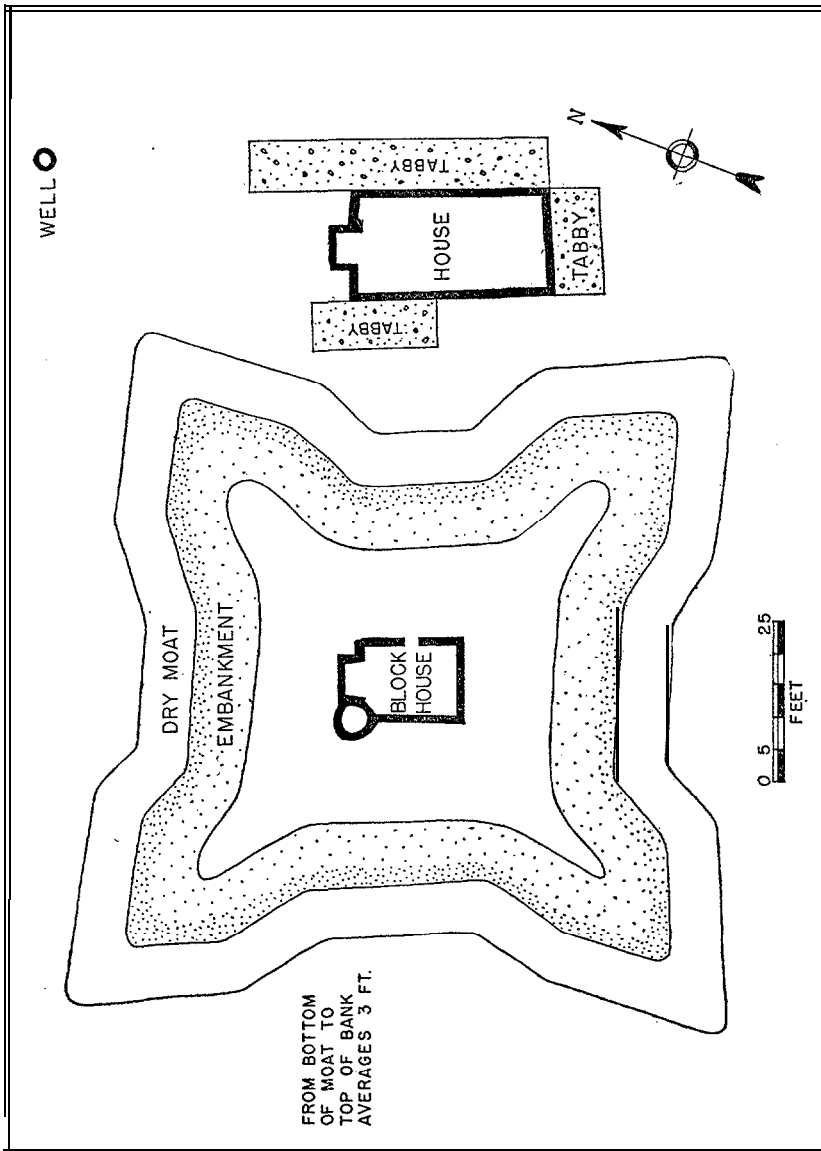 WELL
N
TABBY
HOUSE
TABBY
TABBY
DRY MOAT
EMBANKMENT
BLOCK
HOUSE
0 5 25
FEET
FROM BOTTOM
OF MOAT TO
TOP OF BANK
AVERAGES 3 FT.